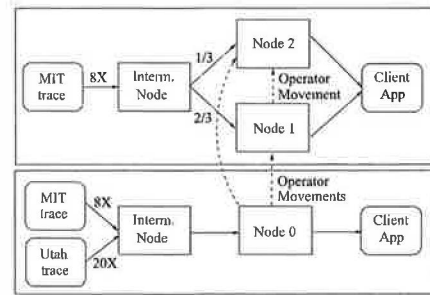 Node 2
1/3
MIT
trace
8X
Interm.
Node
Operator
Movement
Client
App
2/3
Node 1
MIT
trace
8X
Operator
Movements
Interm.
Node
Node 0
Client
App
Utah
trace
20X